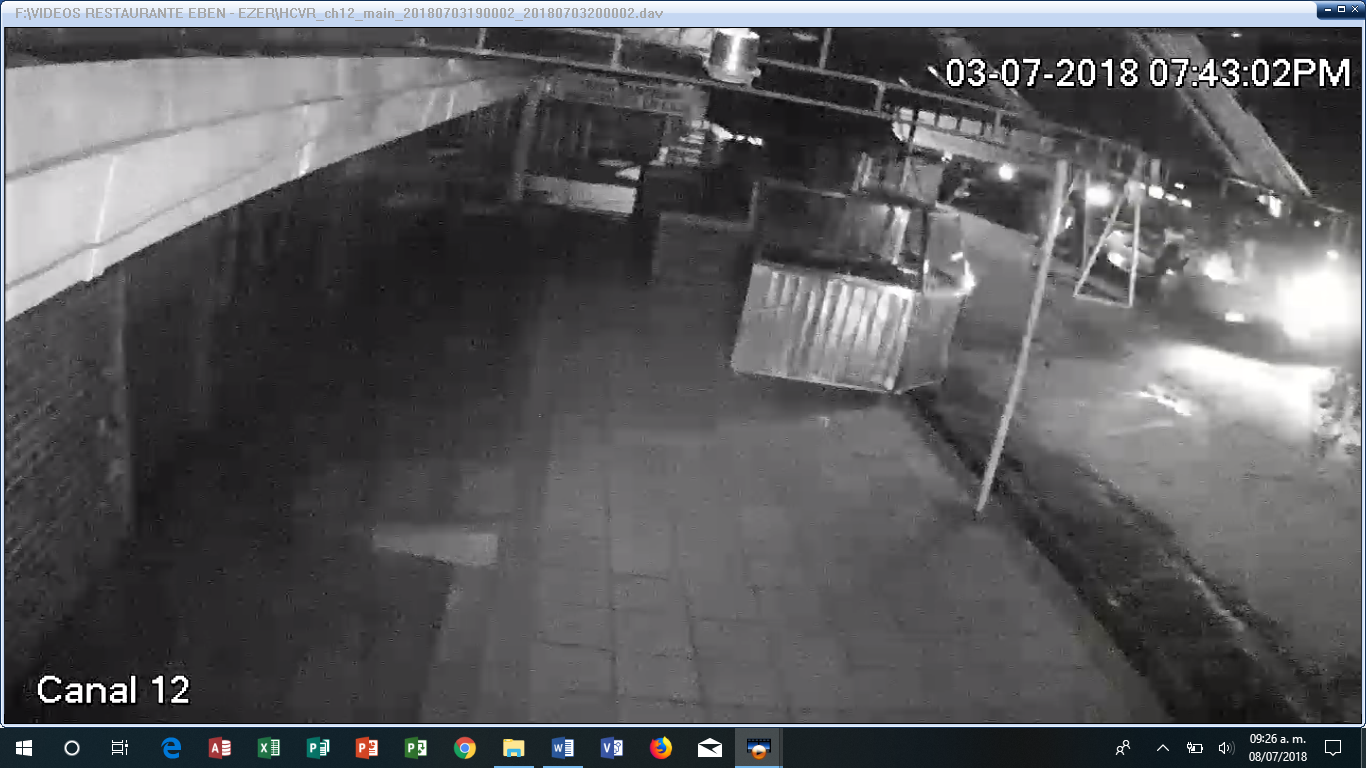 F:\VIDEOS RESTAURANTE EBEN - EZER\HCVR_ch12_main_20180703190002_20180703200002.dav
03-07-2018 07:43:02PM
Canal 12
09:26 a. m.
08/07/2018